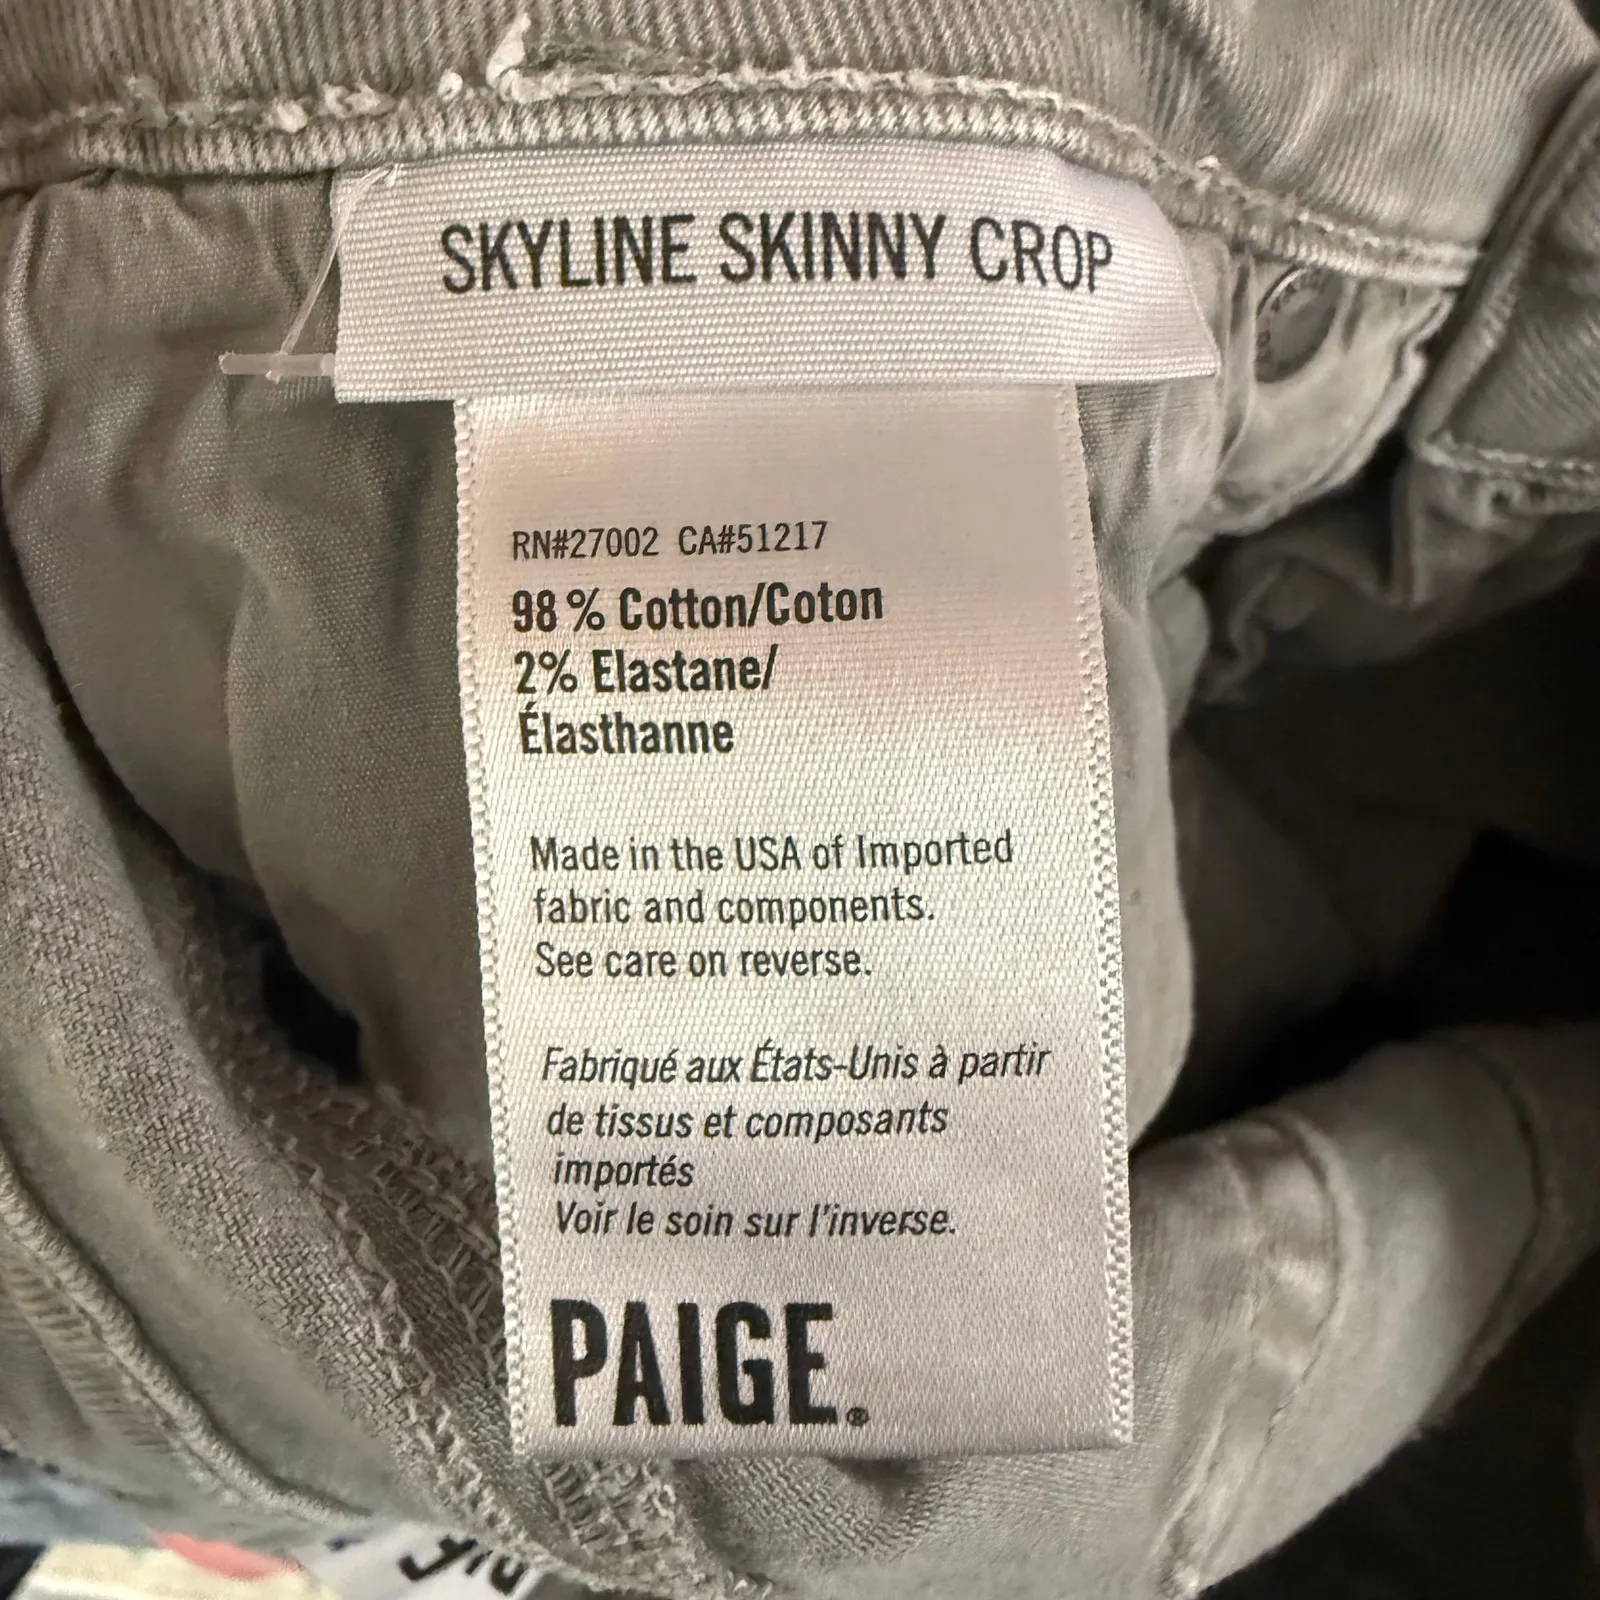 SKYLINE SKINNY CROP
RN#27002 CA#51217
98 % Cotton/Coton
2% Elastane/
Élasthanne
Made in the USA of Imported
fabric and components.
See care on reverse.
Fabriqué aux États-Unis à partir
de tissus et composants
importés
Voir le soin sur l'inverse.
PAIGE.®